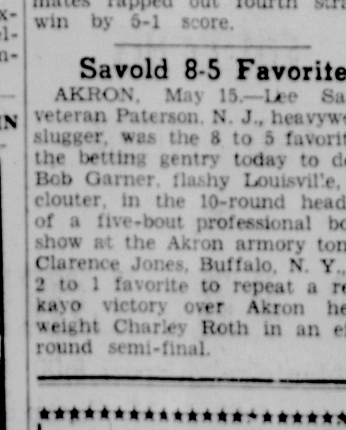 mates rapped out fourth stra
win by 5-1 score.
x-
el-
n-
IN
Savold 8-5 Favorite
AKRON, May 15.—Lee Sa
veteran Paterson, N. J., heavyw
slugger, was the 8 to 5 favorit
the betting gentry today to d
Bob Garner, flashy Louisville,
clouter, in the 10-round head
of a five-bout professional bo
show at the Akron armory ton
Clarence Jones, Buffalo, N. Y.,
2 to 1 favorite to repeat a re
kayo victory over Akron he
weight Charley Roth in an ei
round semi-final.